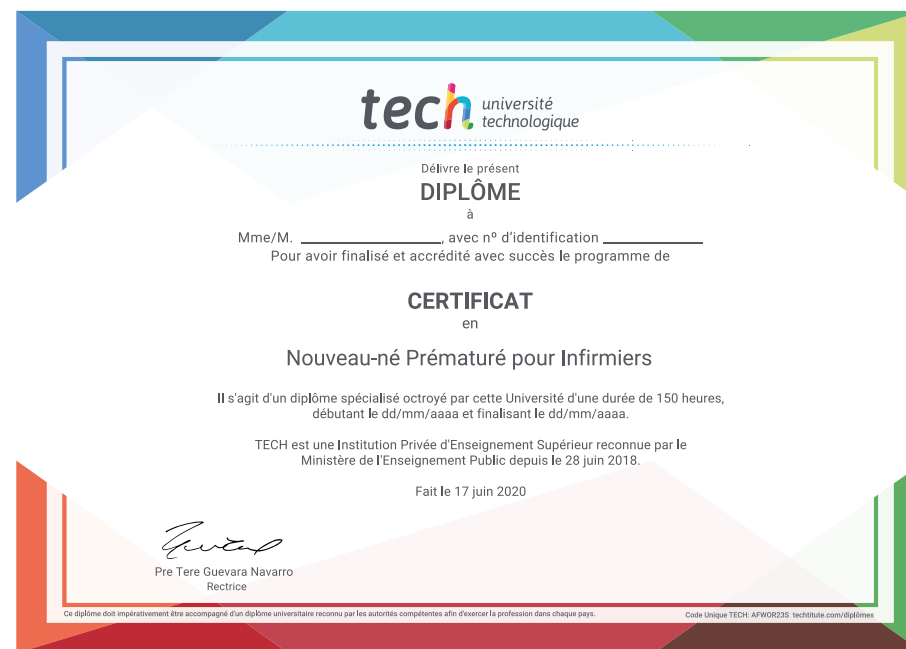 tech université
technologique
Délivre le présent
DIPLÔME
à
Mme/M. ____________________, avec nº d'identification ______________
Pour avoir finalisé et accrédité avec succès le programme de
CERTIFICAT
en
Nouveau-né Prématuré pour Infirmiers
Il s'agit d'un diplôme spécialisé octroyé par cette Université d'une durée de 150 heures,
débutant le dd/mm/aaaa et finalisant le dd/mm/aaaa.
TECH est une Institution Privée d'Enseignement Supérieur reconnue par le
Ministère de l'Enseignement Public depuis le 28 juin 2018.
Fait le 17 juin 2020
Pre Tere Guevara Navarro
Rectrice
Ce diplôme doit impérativement être accompagné d'un diplôme universitaire reconnu par les autorités compétentes afin d'exercer la profession dans chaque pays.
Code Unique TECH: AFWOR23S techtitute.com/diplômes